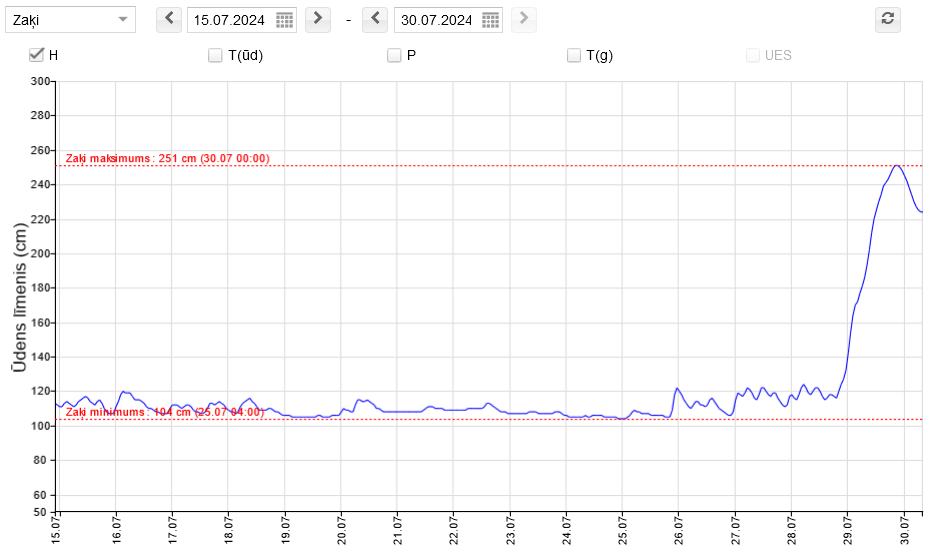 Zaķi 15.07.2024 - 30.07.2024
H T(ūd) P T(g) UES
300
280
260
Zaķi maksimums: 251 cm (30.07 00:00)
240
220
200
180
160
140
120
Zaķi minimums: 104 cm (25.07 04:00)
100
80
60
50
Ūdens līmenis (cm)
15.07 16.07 17.07 18.07 19.07 20.07 21.07 22.07 23.07 24.07 25.07 26.07 27.07 28.07 29.07 30.07